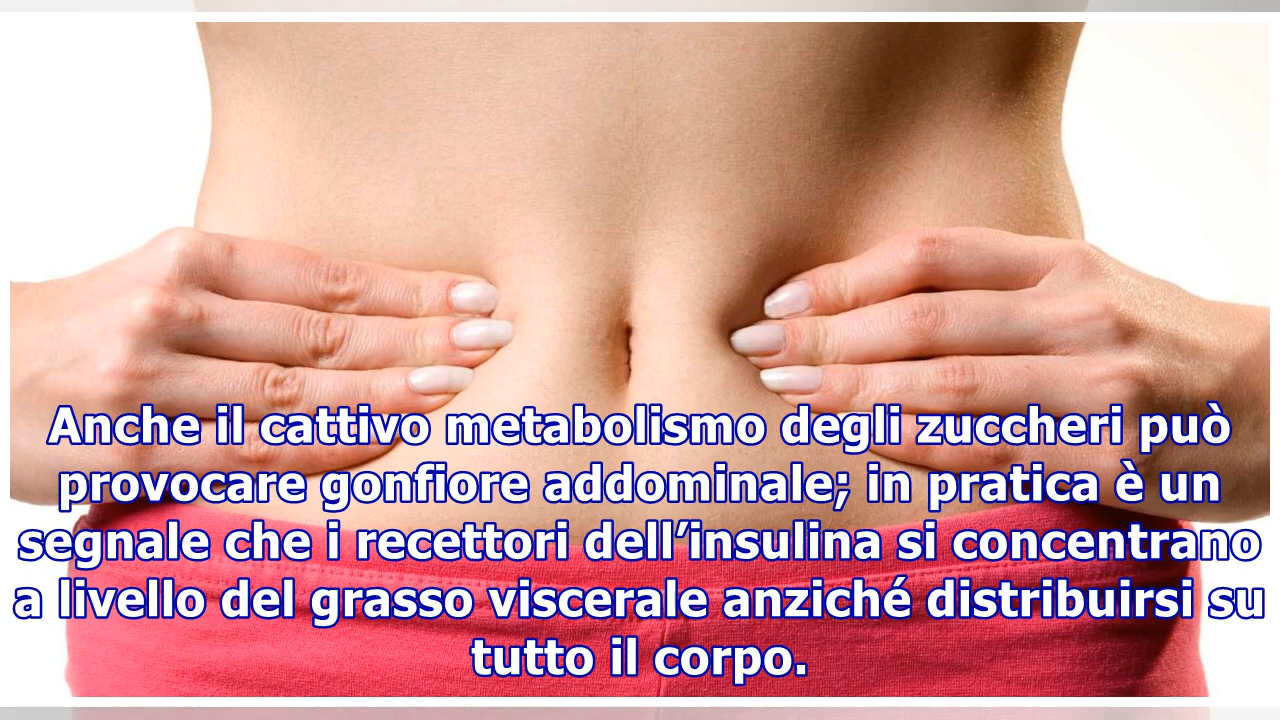 Anche il cattivo metabolismo degli zuccheri può
provocare gonfiore addominale; in pratica è un
segnale che i recettori dell’insulina si concentrano
a livello del grasso viscerale anziché distribuirsi su
tutto il corpo.